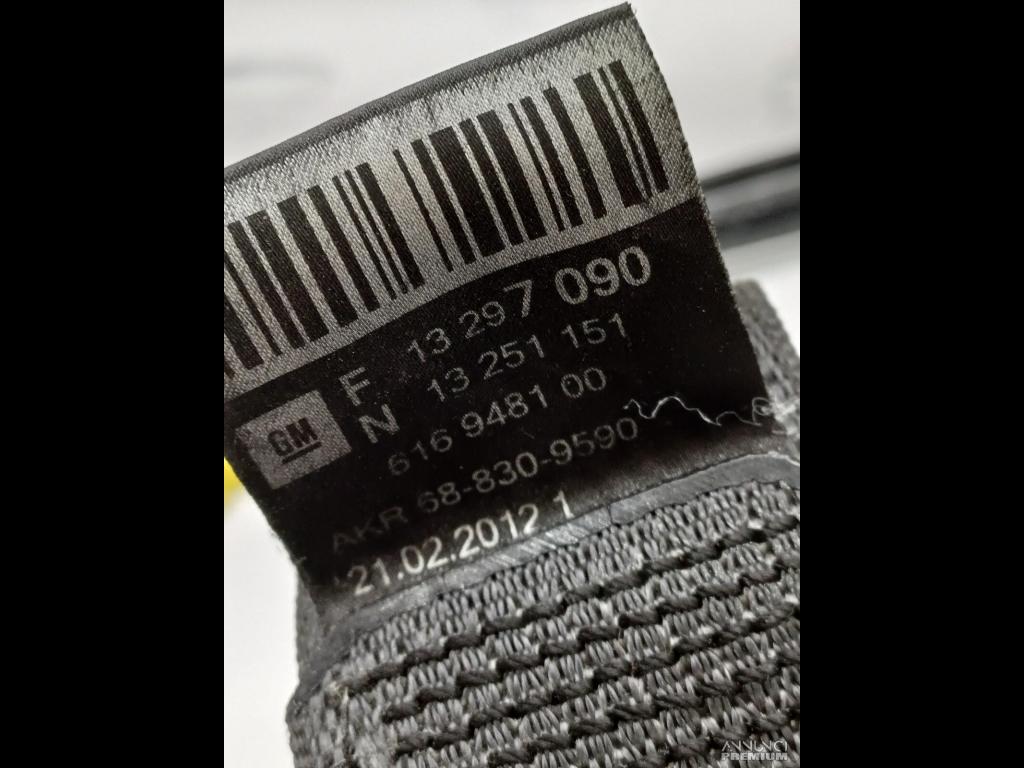 F 13 297 090
GM N 13 251 151
616 9481 00
AKR 68-830-9590
21.02.2012 1
ANNUNCI
PREMIUM